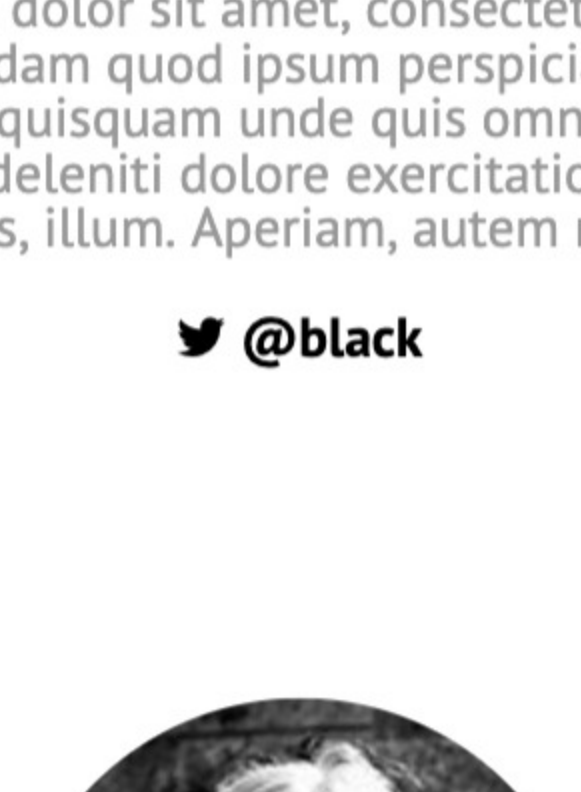 dolor sit amet, consectet
dam quod ipsum perspici
quisquam unde quis omn
deleniti dolore exercitatio
s, illum. Aperiam, autem
@black